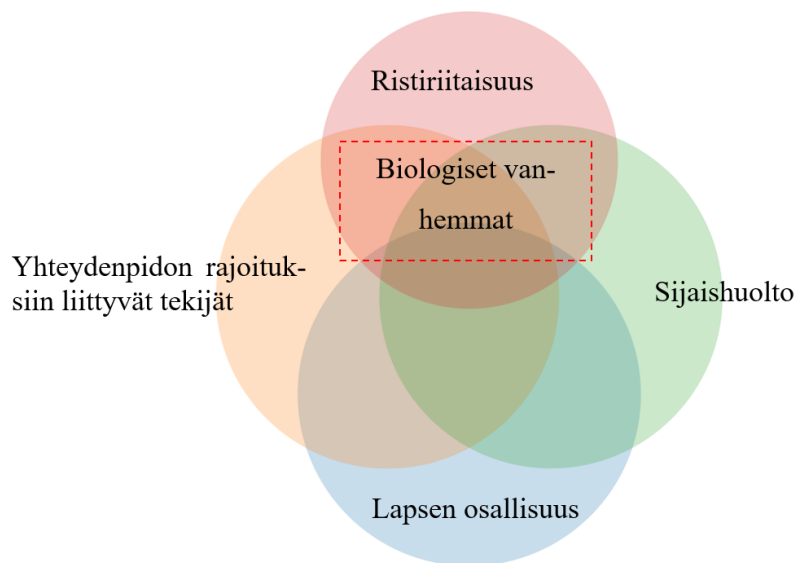 Ristiriitaisuus
Biologiset van-
hemmat
Yhteydenpidon rajoituk-
siin liittyvät tekijät
Sijaishuolto
Lapsen osallisuus